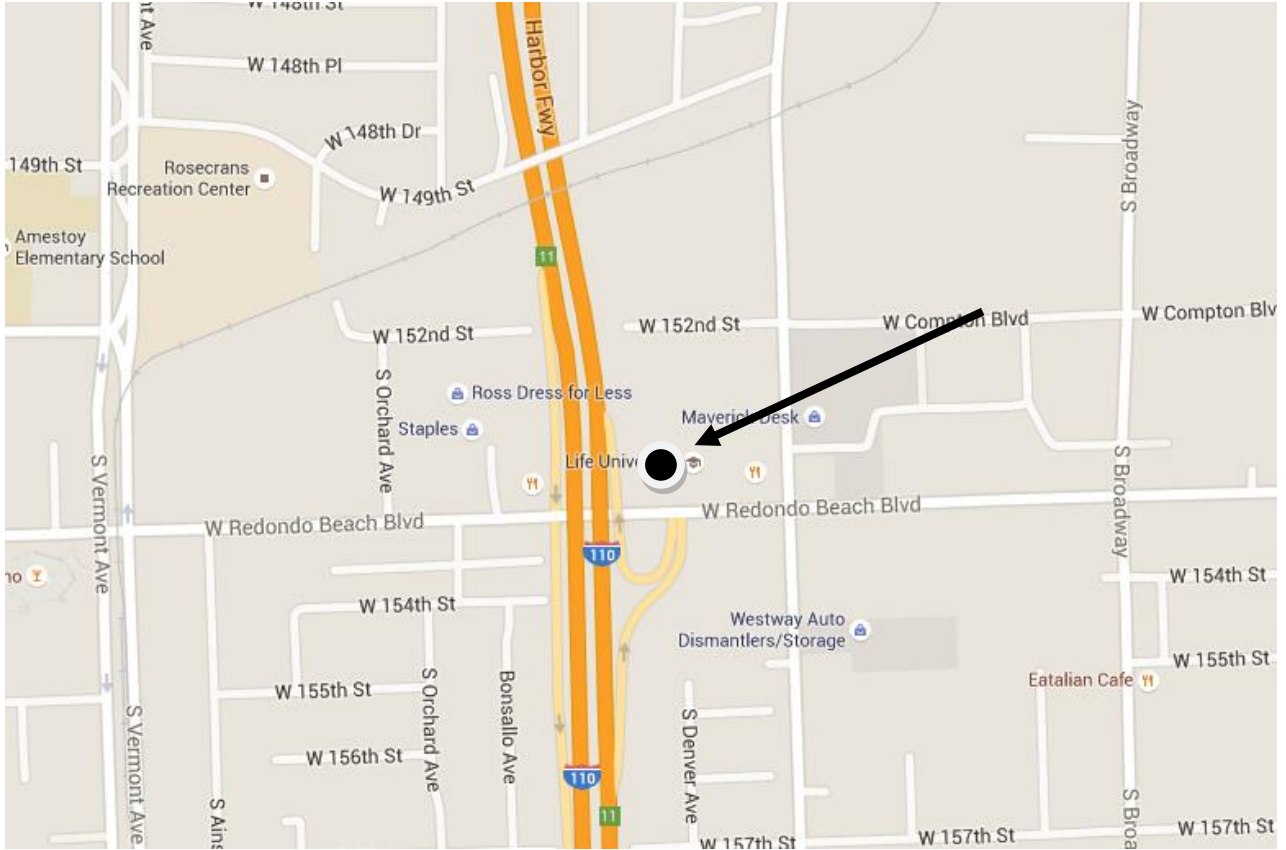 W 148th St
Harbor Fwy
W 148th Pl
W 148th Dr
S Broadway
149th St
Rosecrans
Recreation Center
W 149th St
Amestoy
Elementary School
11
W 152nd St
W 152nd St
W Compton Blvd
W Compton Blv
S Orchard Ave
Ross Dress for Less
Staples
Maverick Desk
Life Unive
S Vermont Ave
W Redondo Beach Blvd
W Redondo Beach Blvd
S Broadway
110
W 154th St
W 154th St
Westway Auto
Dismantlers/Storage
W 155th St
W 155th St
Eatalian Cafe
S Orchard Ave
Bonsallo Ave
S Denver Ave
S Vermont Ave
W 156th St
110
11
S Ains
S Broa
W 157th St
W 157th St
W 157th St